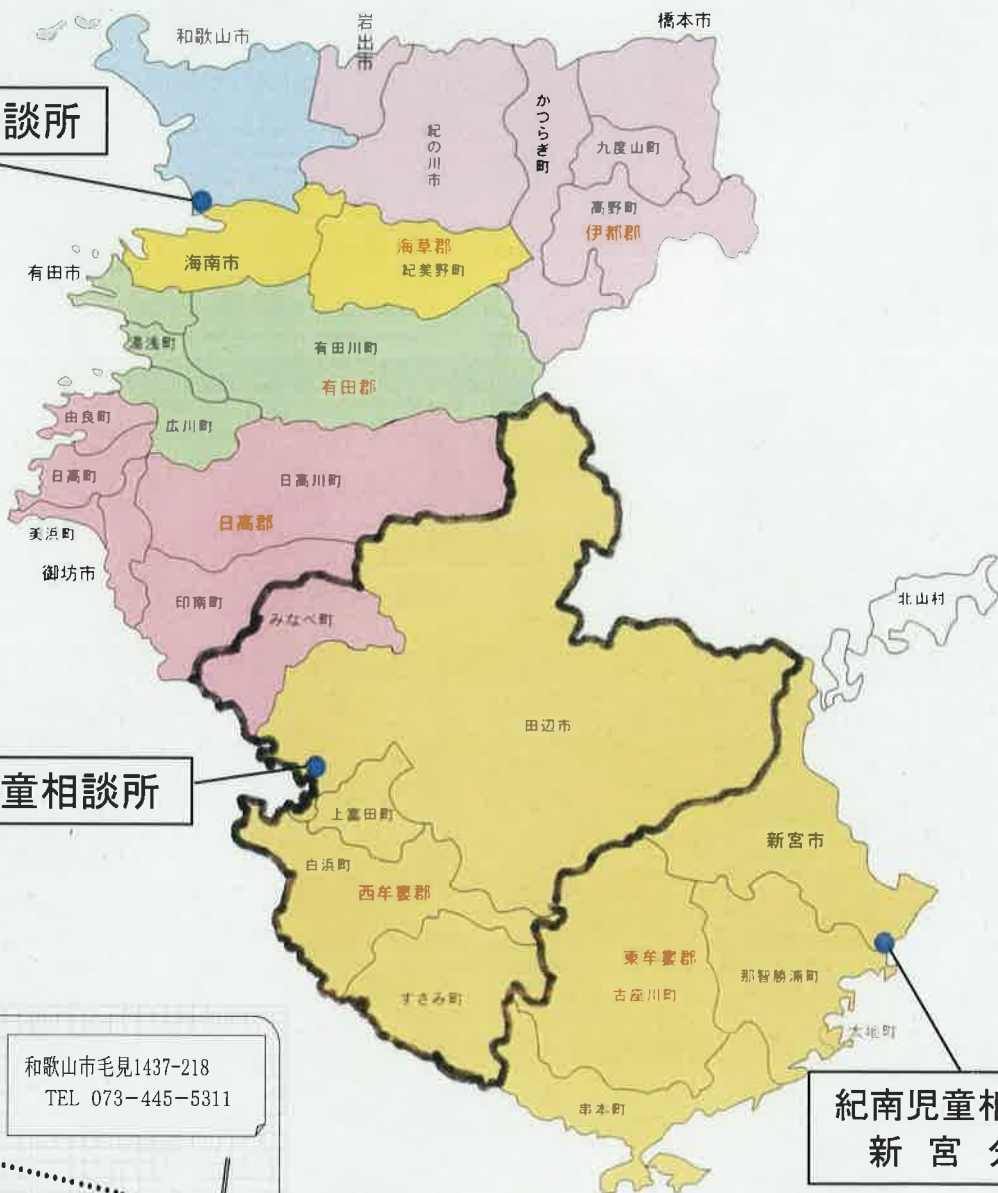 和歌山市
岩出市
橋本市
談所
紀の川市
かつらぎ町
九度山町
高野町
伊都郡
海草郡
紀美野町
海南市
有田市
湯浅町
有田川町
有田郡
広川町
由良町
日高町
日高川町
日高郡
美浜町
御坊市
印南町
みなべ町
北山村
田辺市
童相談所
上富田町
白浜町
西牟婁郡
新宮市
すさみ町
東牟婁郡
古座川町
那智勝浦町
太地町
串本町
和歌山市毛見1437-218
TEL 073-445-5311
紀南児童相
新宮分